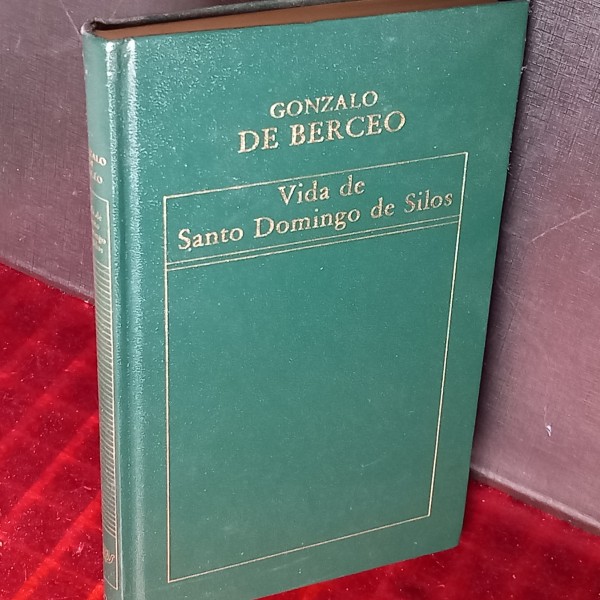 GONZALO
DE BERCEO
Vida de
Santo Domingo de Silos